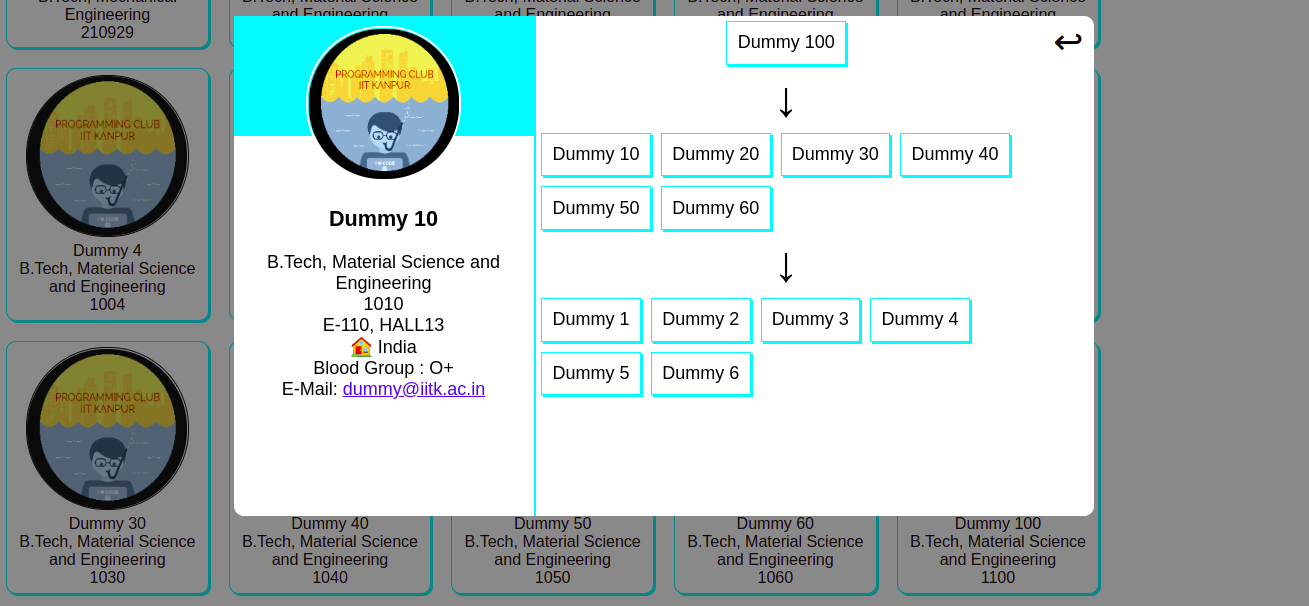 B.Tech, Mechanical
Engineering
210929
and Engineering
and Engineering
and Engineering
and Engineering
PROGRAMMING CLUB
IIT KANPUR
Dummy 4
B.Tech, Material Science
and Engineering
1004
PROGRAMMING CLUB
IIT KANPUR
Dummy 30
B.Tech, Material Science
and Engineering
1030
PROGRAMMING CLUB
IIT KANPUR
I ♥ CODE
Dummy 10
B.Tech, Material Science and
Engineering
1010
E-110, HALL13
🏠 India
Blood Group : O+
E-Mail: dummy@iitk.ac.in
Dummy 100
↩
↓
Dummy 10 Dummy 20 Dummy 30 Dummy 40
Dummy 50 Dummy 60
↓
Dummy 1 Dummy 2 Dummy 3 Dummy 4
Dummy 5 Dummy 6
Dummy 40
B.Tech, Material Science
and Engineering
1040
Dummy 50
B.Tech, Material Science
and Engineering
1050
Dummy 60
B.Tech, Material Science
and Engineering
1060
Dummy 100
B.Tech, Material Science
and Engineering
1100